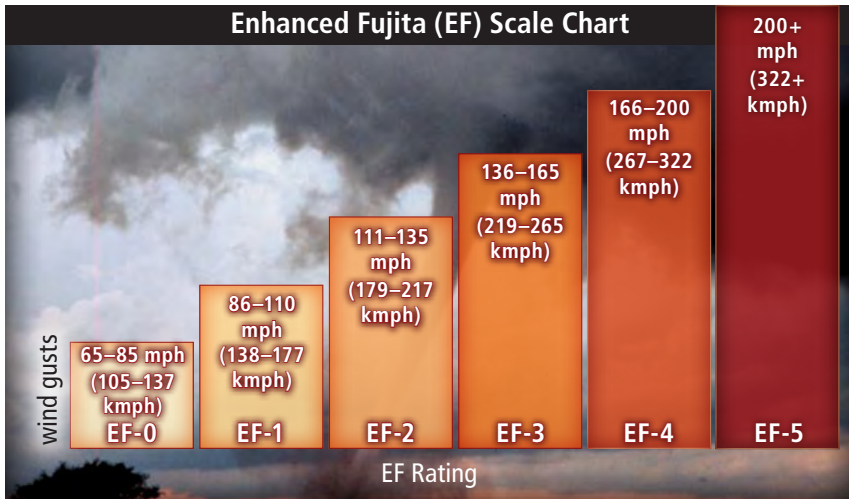 Enhanced Fujita (EF) Scale Chart
wind gusts
65–85 mph
(105–137
kmph)
EF-0
86–110
mph
(138–177
kmph)
EF-1
111–135
mph
(179–217
kmph)
EF-2
136–165
mph
(219–265
kmph)
EF-3
166–200
mph
(267–322
kmph)
EF-4
200+
mph
(322+
kmph)
EF-5
EF Rating